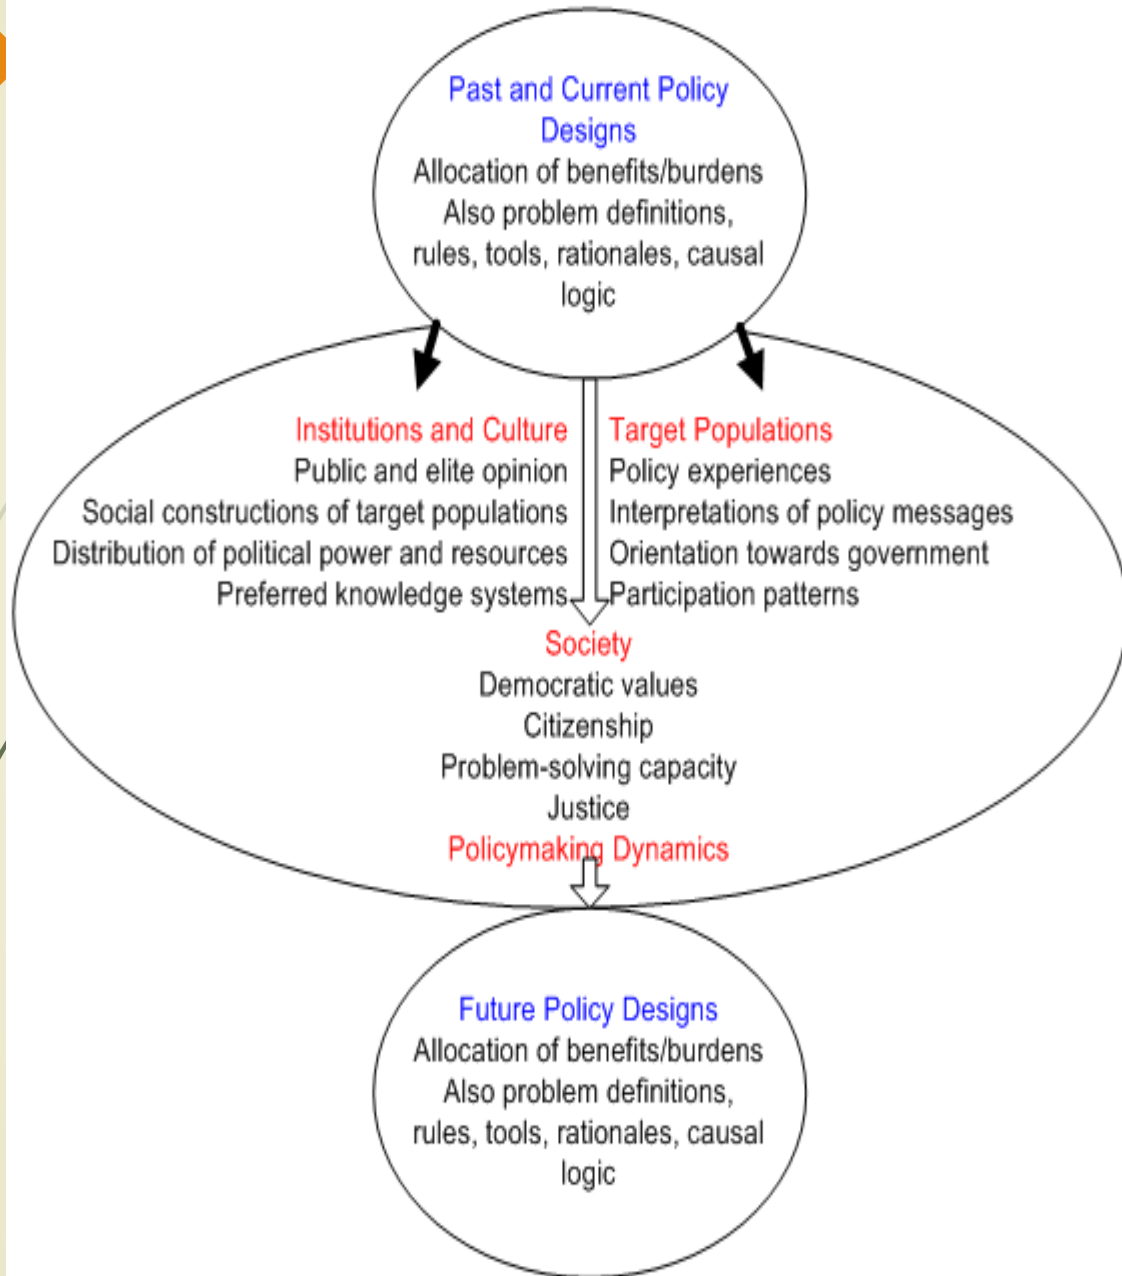 Past and Current Policy
Designs
Allocation of benefits/burdens
Also problem definitions,
rules, tools, rationales, causal
logic
Institutions and Culture
Public and elite opinion
Social constructions of target populations
Distribution of political power and resources
Preferred knowledge systems
Target Populations
Policy experiences
Interpretations of policy messages
Orientation towards government
Participation patterns
Society
Democratic values
Citizenship
Problem-solving capacity
Justice
Policymaking Dynamics
Future Policy Designs
Allocation of benefits/burdens
Also problem definitions,
rules, tools, rationales, causal
logic